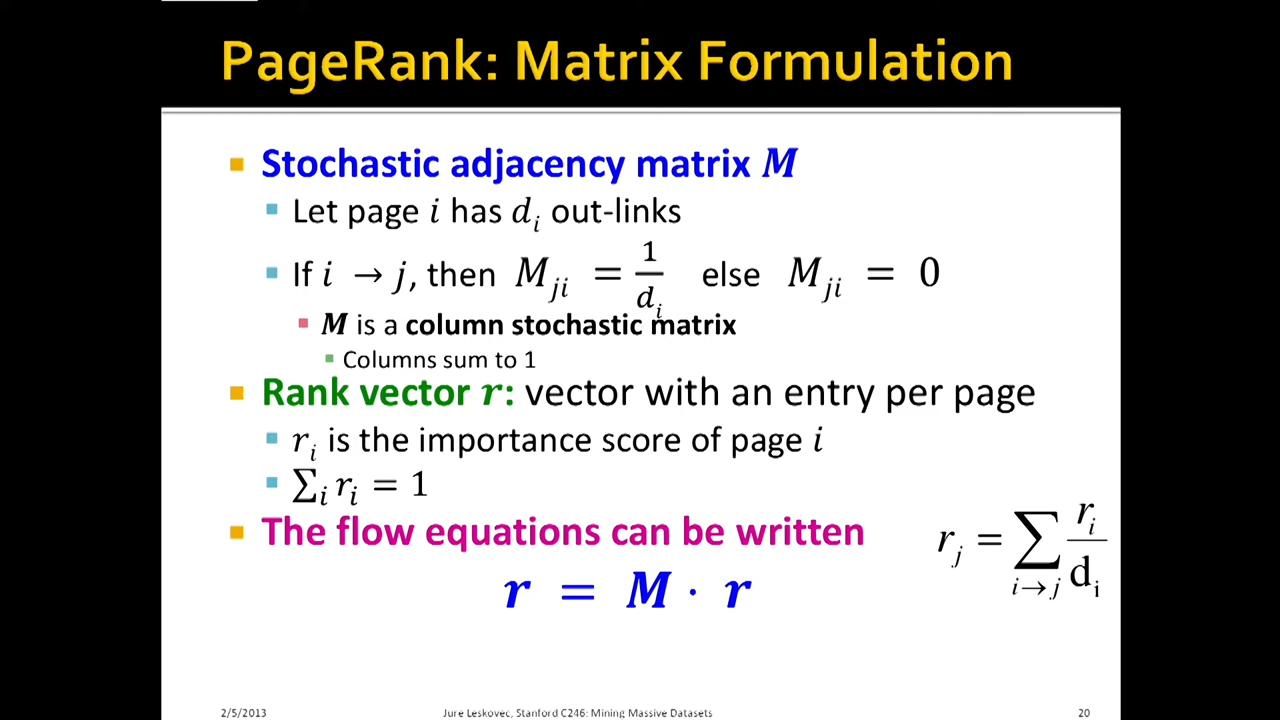 PageRank: Matrix Formulation
Stochastic adjacency matrix M
Let page i has d_i out-links
If i → j, then M_ji = 1/d_i else M_ji = 0
M is a column stochastic matrix
Columns sum to 1
Rank vector r: vector with an entry per page
r_i is the importance score of page i
∑_i r_i = 1
The flow equations can be written
r = M · r
r_j = ∑_{i→j} r_i/d_i
2/5/2013
Jure Leskovec, Stanford C246: Mining Massive Datasets
20